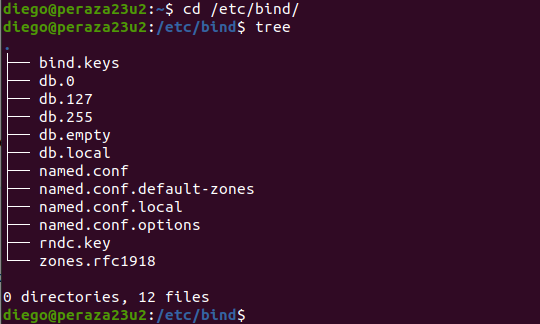 diego@peraza23u2:~$ cd /etc/bind/
diego@peraza23u2:/etc/bind$ tree
.
├── bind.keys
├── db.0
├── db.127
├── db.255
├── db.empty
├── db.local
├── named.conf
├── named.conf.default-zones
├── named.conf.local
├── named.conf.options
├── rndc.key
└── zones.rfc1918
0 directories, 12 files
diego@peraza23u2:/etc/bind$